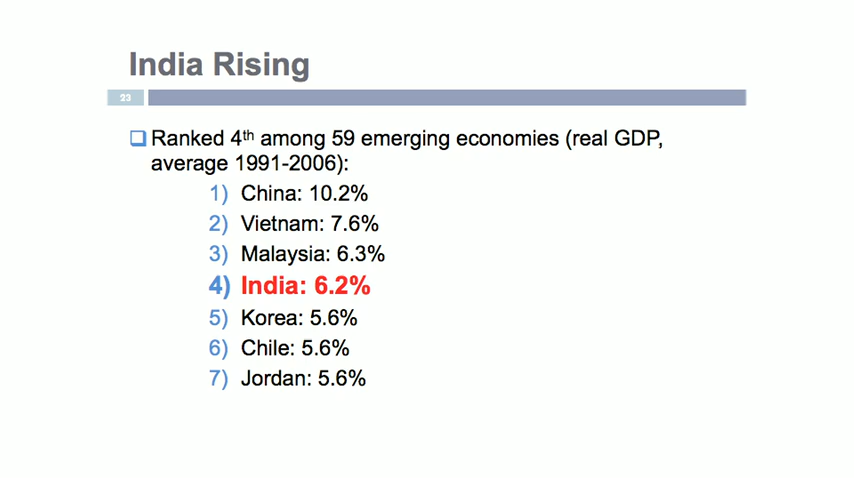 India Rising
23
Ranked 4th among 59 emerging economies (real GDP,
average 1991-2006):
1) China: 10.2%
2) Vietnam: 7.6%
3) Malaysia: 6.3%
4) India: 6.2%
5) Korea: 5.6%
6) Chile: 5.6%
7) Jordan: 5.6%